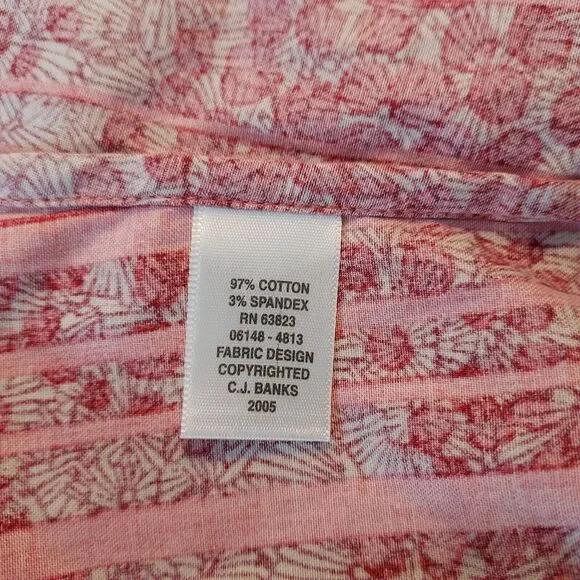 97% COTTON
3% SPANDEX
RN 63823
06148 - 4813
FABRIC DESIGN
COPYRIGHTED
C.J. BANKS
2005